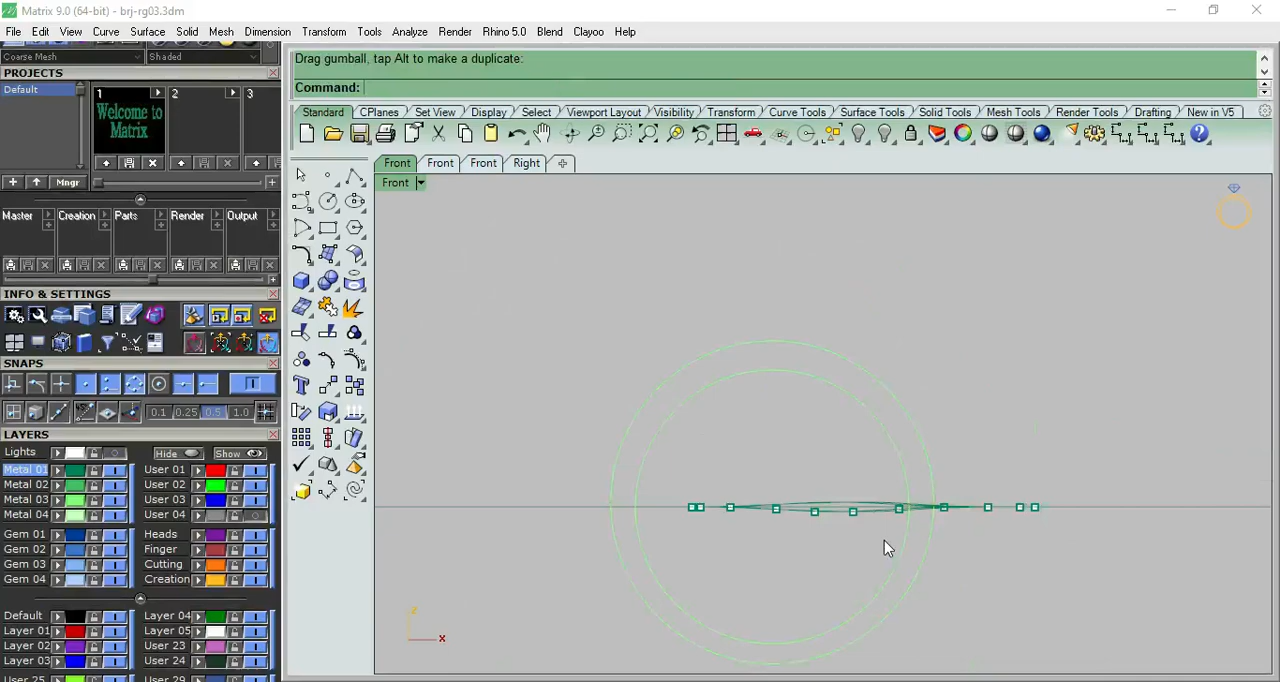 Matrix 9.0 (64-bit) - brj-rg03.3dm
File Edit View Curve Surface Solid Mesh Dimension Transform Tools Analyze Render Rhino 5.0 Blend Clayoo Help
Coarse Mesh Shaded
PROJECTS
Default
1 2 3
Welcome to
Matrix
Mngr
Master Creation Parts Render Output
INFO & SETTINGS
SNAPS
0.1 0.25 0.5 1.0
LAYERS
Lights Hide Show
Metal 01 User 01
Metal 02 User 02
Metal 03 User 03
Metal 04 User 04
Gem 01 Heads
Gem 02 Finger
Gem 03 Cutting
Gem 04 Creation
Default Layer 04
Layer 01 Layer 05
Layer 02 User 23
Layer 03 User 24
User 25 User 29
Drag gumball, tap Alt to make a duplicate:
Command:
Standard CPlanes Set View Display Select Viewport Layout Visibility Transform Curve Tools Surface Tools Solid Tools Mesh Tools Render Tools Drafting New in V5
Front Front Front Right
Front
z
x